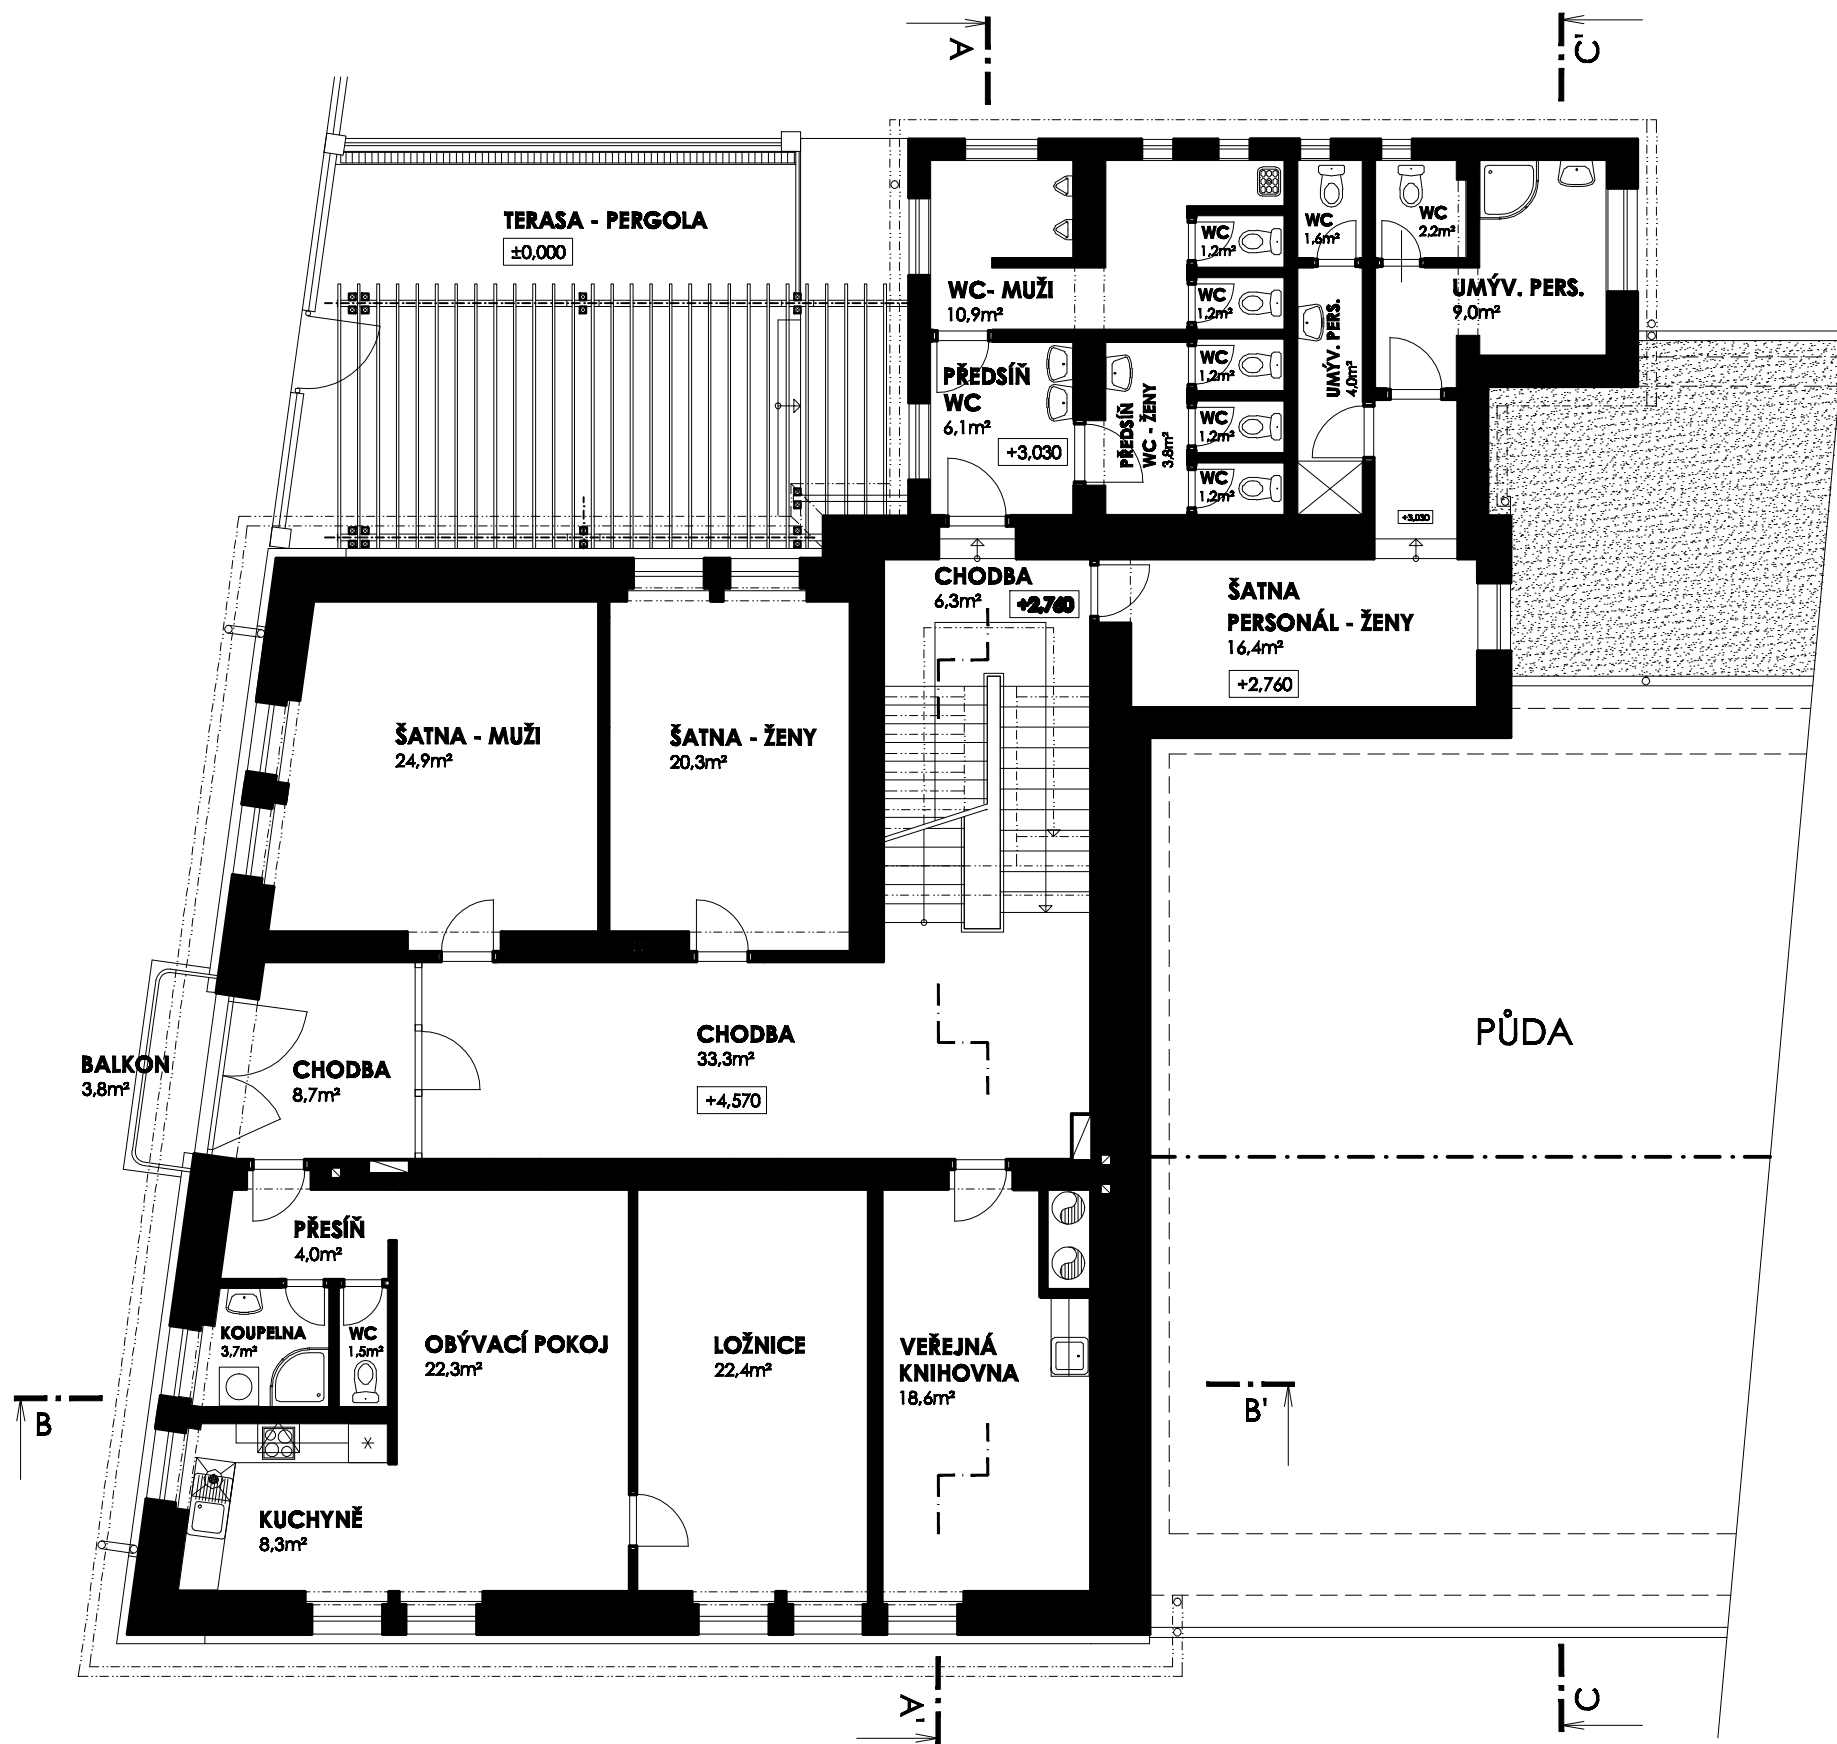 A
C'
TERASA - PERGOLA
±0,000
WC
1,2m²
WC
1,6m²
WC
2,2m²
WC- MUŽI
10,9m²
WC
1,2m²
UMÝV. PERS.
4,0m²
UMÝV. PERS.
9,0m²
PŘEDSÍŇ
WC
6,1m²
+3,030
PŘEDSÍŇ
WC - ŽENY
3,8m²
WC
1,2m²
WC
1,2m²
WC
1,2m²
+3,030
CHODBA
6,3m²
+2,760
ŠATNA
PERSONÁL - ŽENY
16,4m²
+2,760
ŠATNA - MUŽI
24,9m²
ŠATNA - ŽENY
20,3m²
BALKON
3,8m²
CHODBA
8,7m²
CHODBA
33,3m²
+4,570
PŮDA
PŘESÍŇ
4,0m²
KOUPELNA
3,7m²
WC
1,5m²
OBÝVACÍ POKOJ
22,3m²
LOŽNICE
22,4m²
VEŘEJNÁ
KNIHOVNA
18,6m²
B
B'
KUCHYNĚ
8,3m²
A'
C